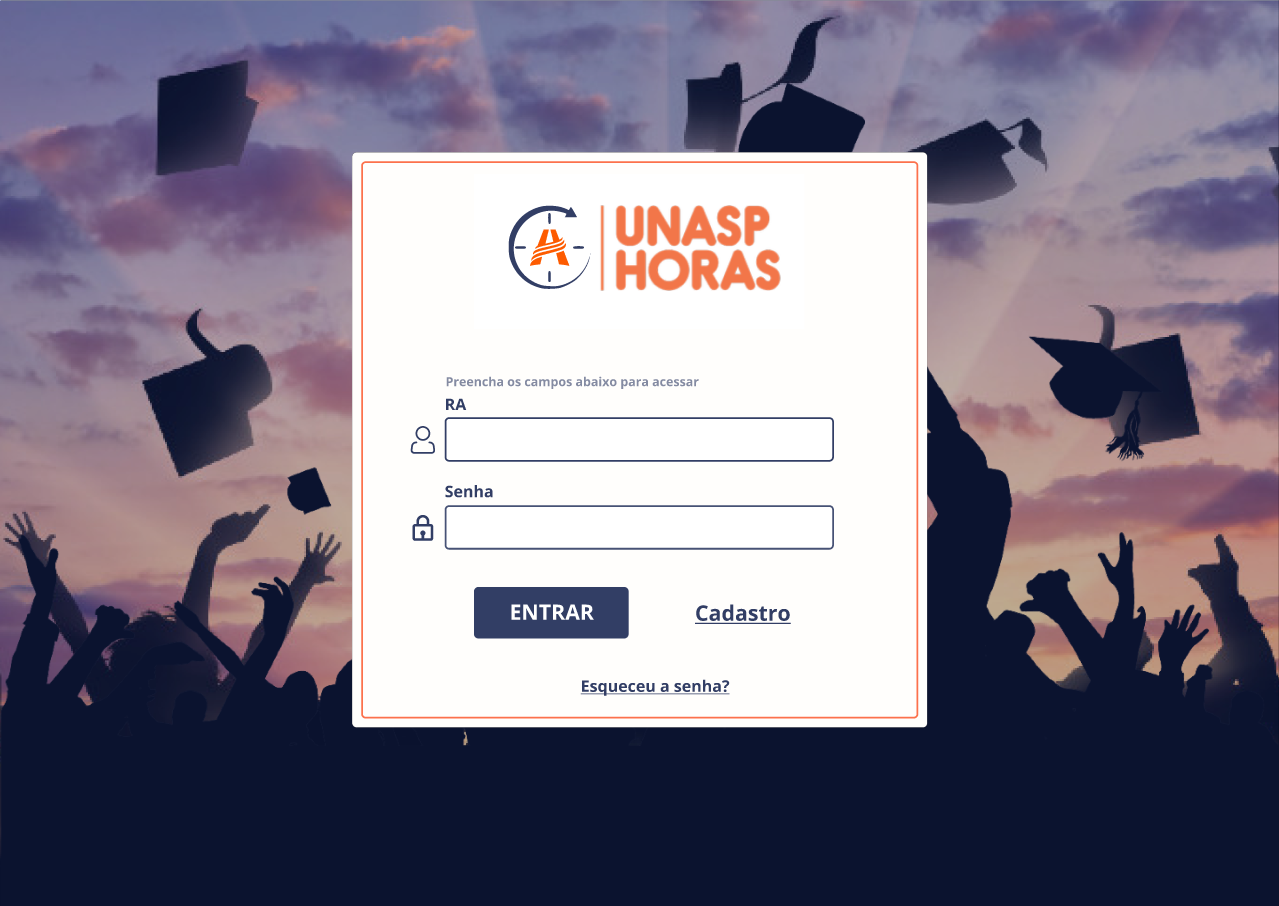 UNASP
HORAS
Preencha os campos abaixo para acessar
RA
Senha
ENTRAR
Cadastro
Esqueceu a senha?